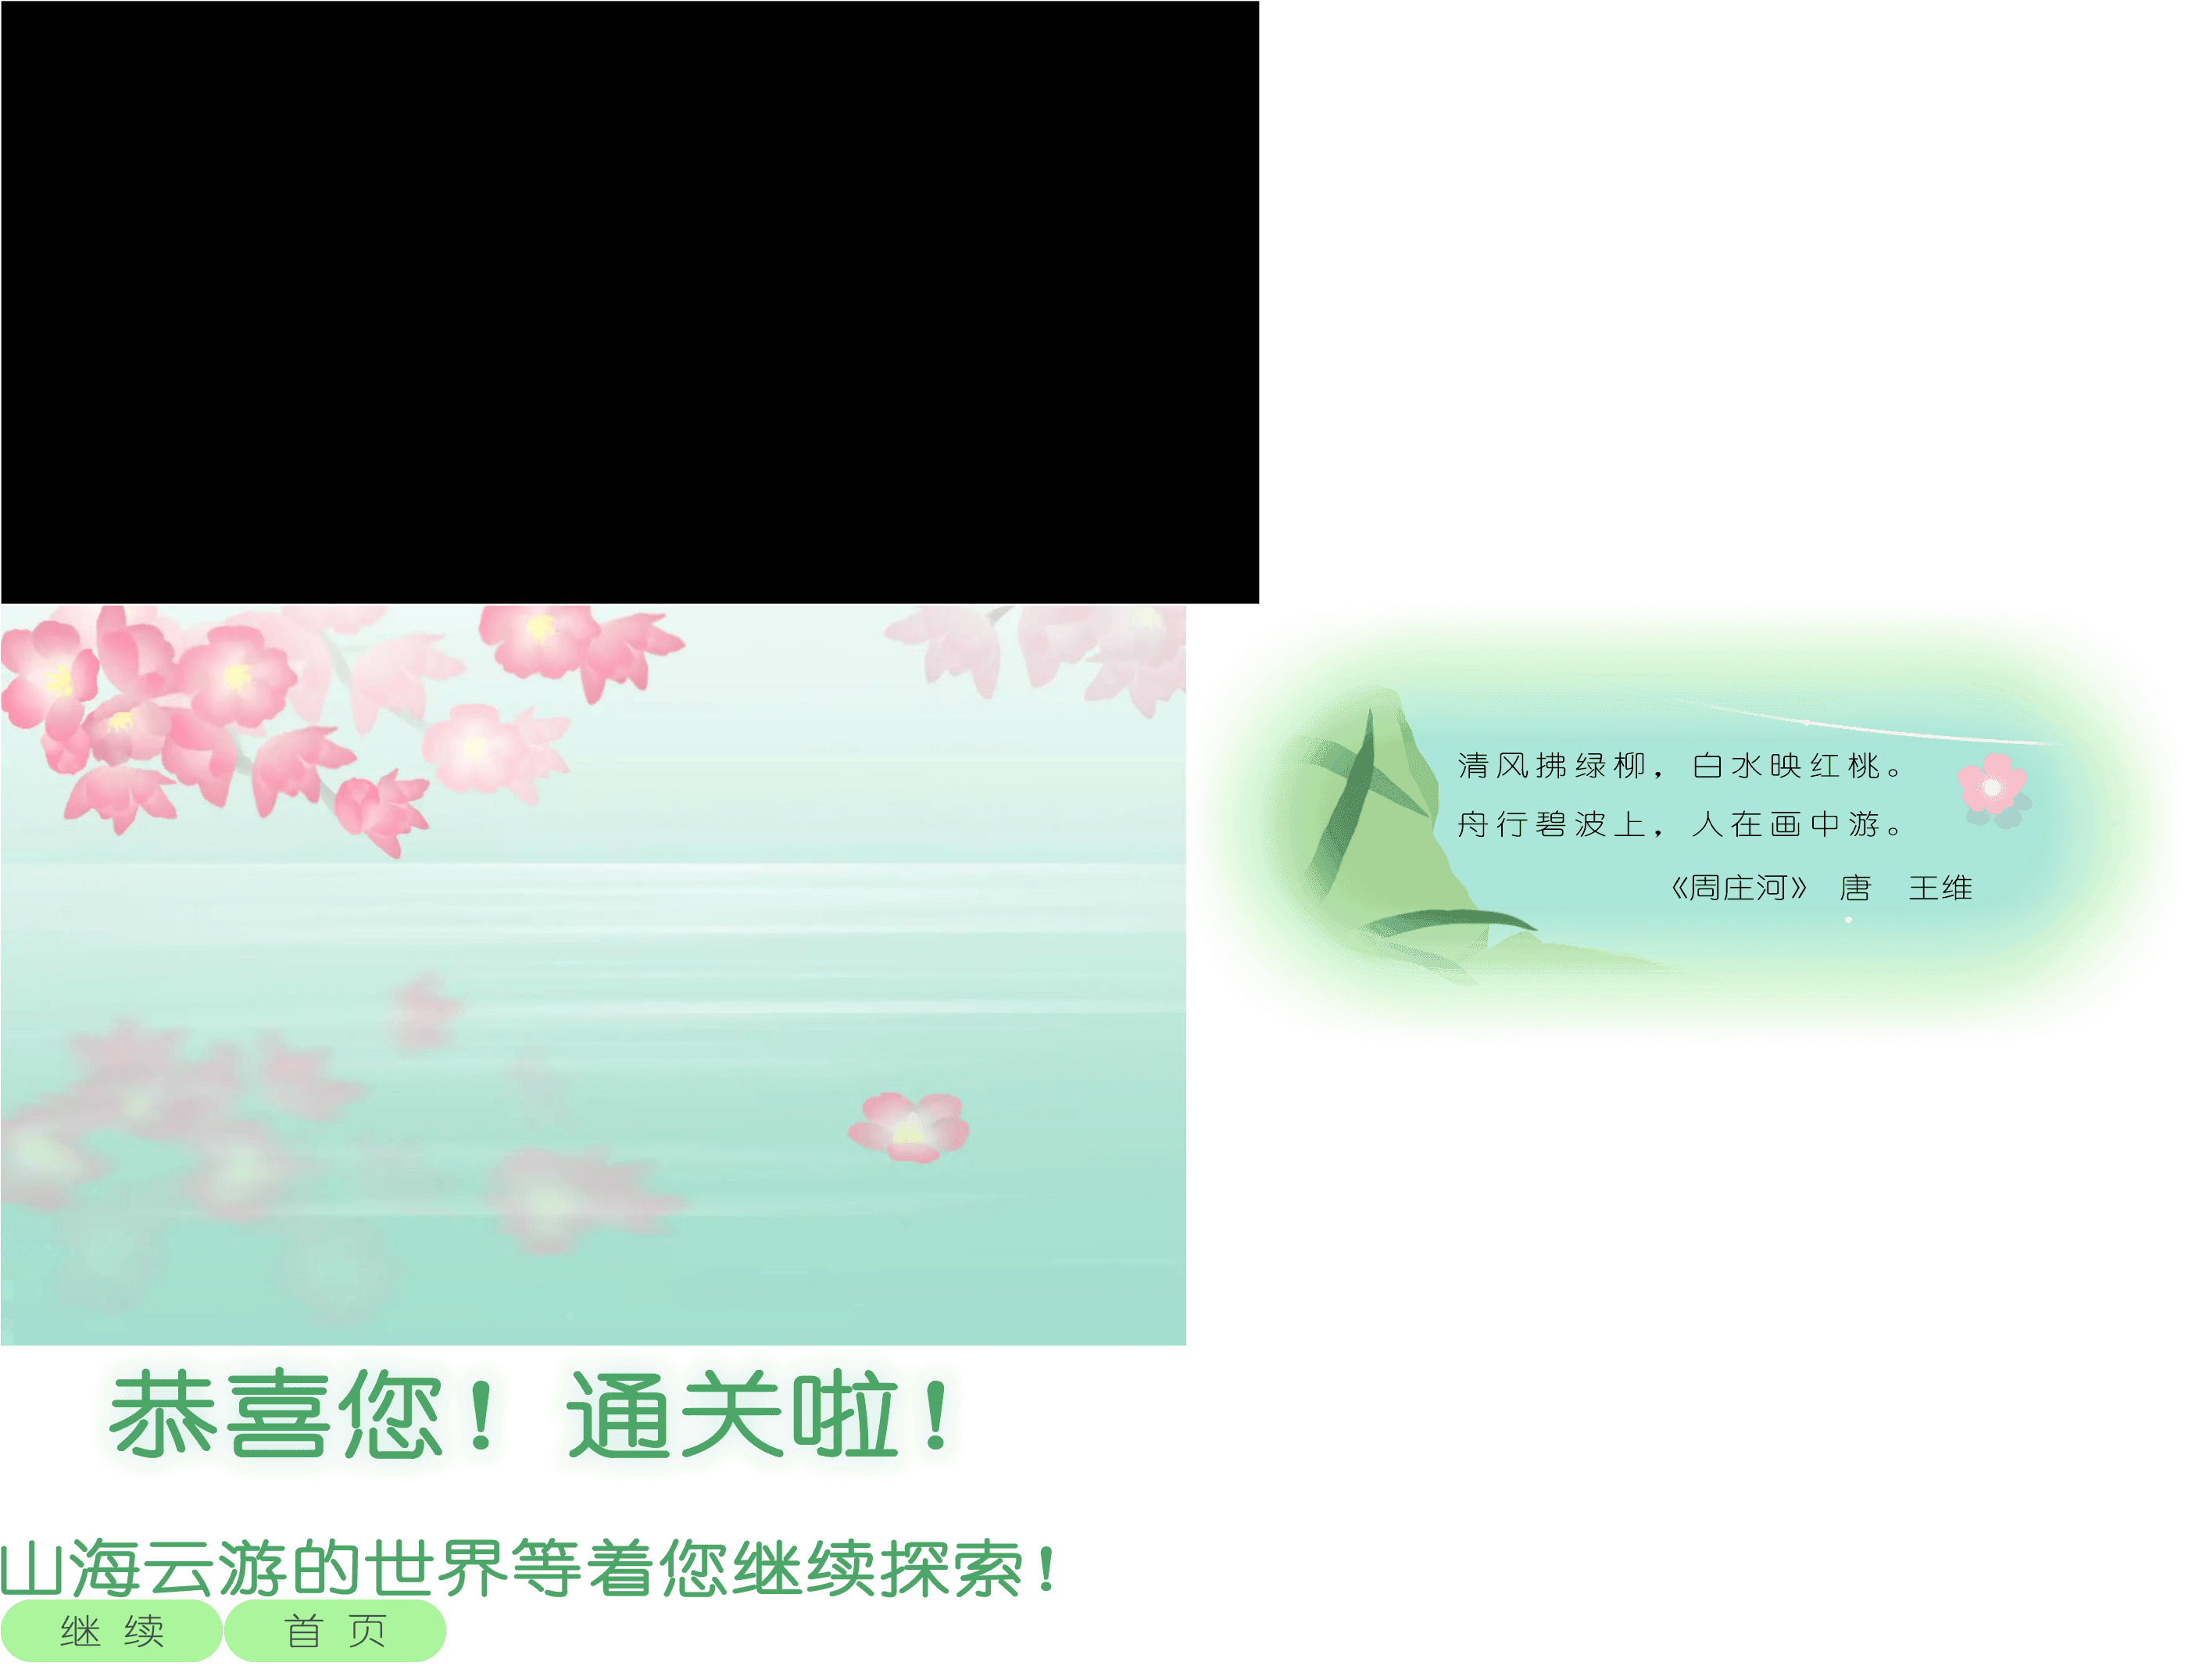 清风拂绿柳，白水映红桃。
舟行碧波上，人在画中游。
《周庄河》 唐 王维
恭喜您！通关啦！
山海云游的世界等着您继续探索！
继续
首页